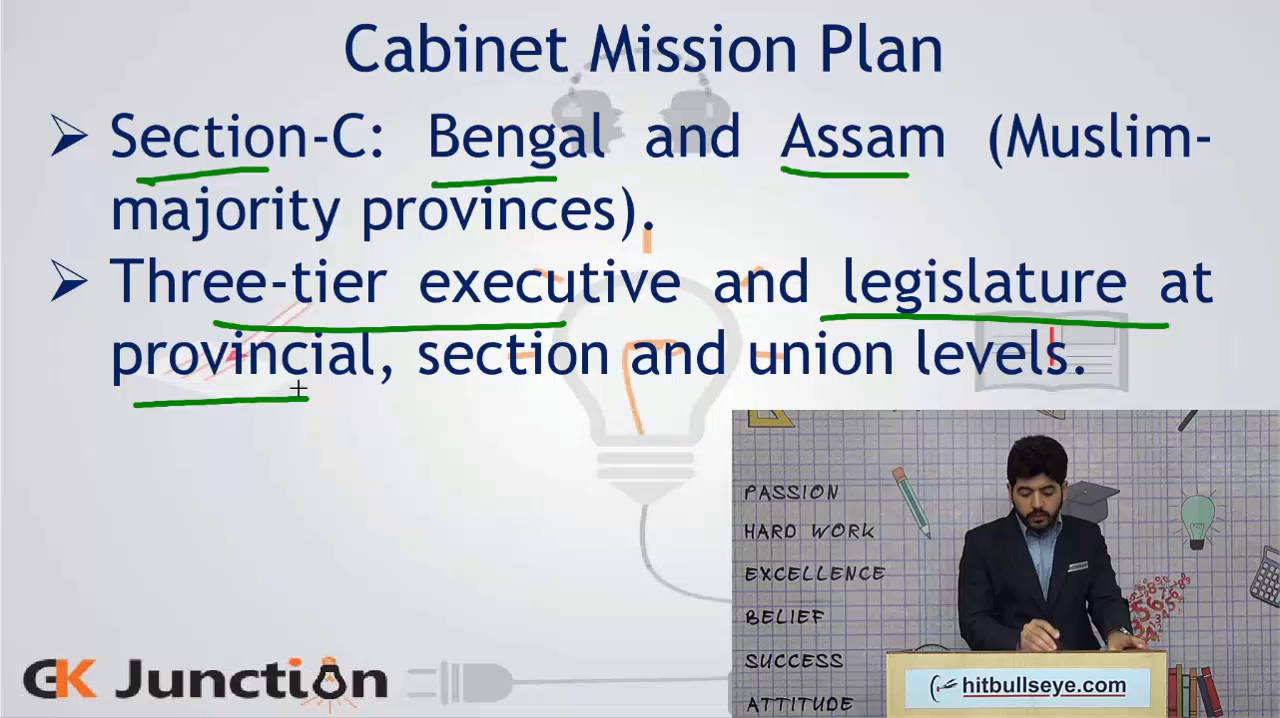 Cabinet Mission Plan
Section-C: Bengal and Assam (Muslim-
majority provinces).
Three-tier executive and legislature at
provincial, section and union levels.
PASSION
HARD WORK
EXCELLENCE
BELIEF
SUCCESS
ATTITUDE
GK Junction
hitbullseye.com